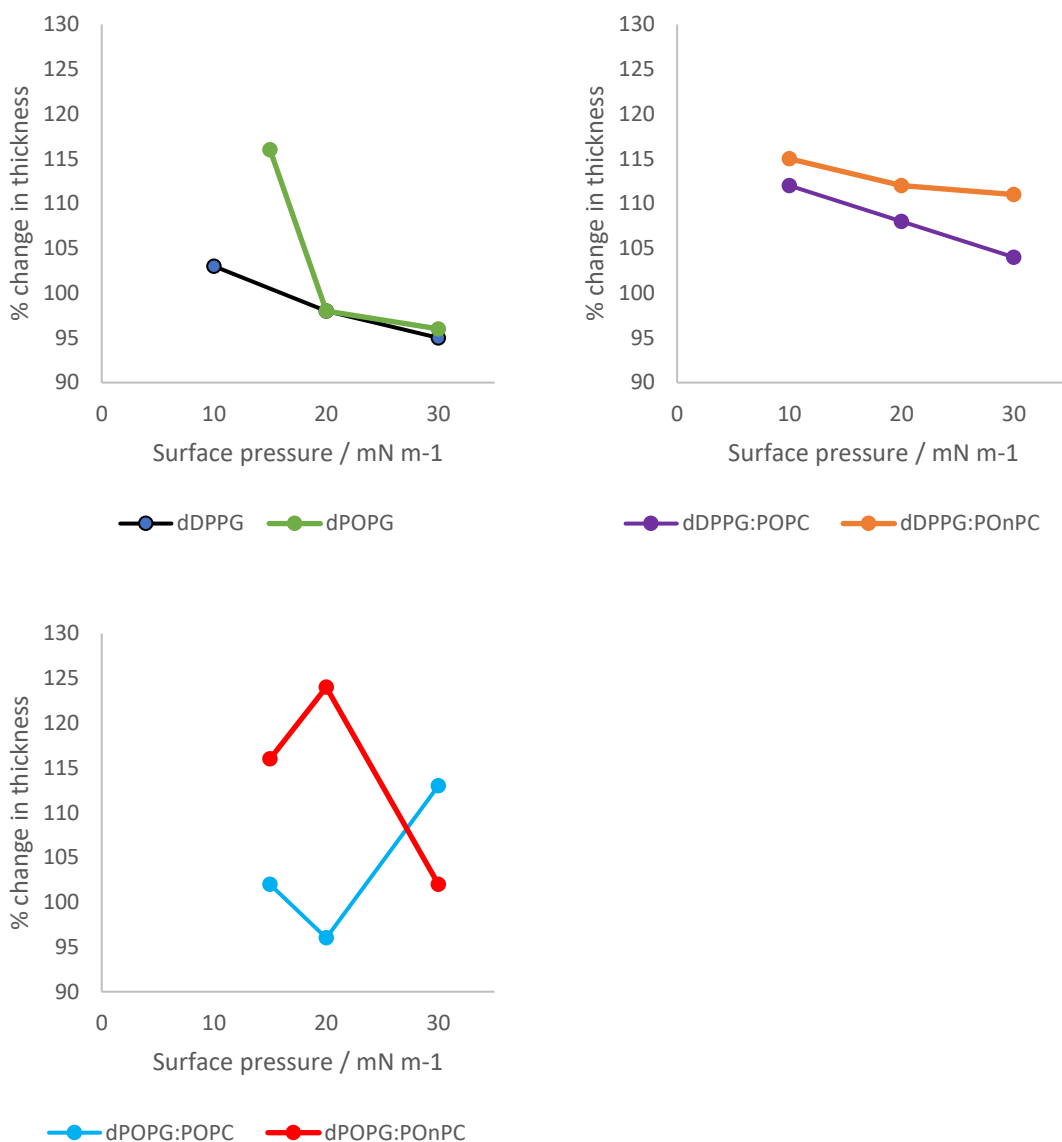 130
125
120
115
110
105
100
95
90
% change in thickness
0 10 20 30
Surface pressure / mN m-1
dDPPG dPOPG
130
125
120
115
110
105
100
95
90
% change in thickness
0 10 20 30
Surface pressure / mN m-1
dDPPG:POPC dDPPG:POnPC
130
125
120
115
110
105
100
95
90
% change in thickness
0 10 20 30
Surface pressure / mN m-1
dPOPG:POPC dPOPG:POnPC